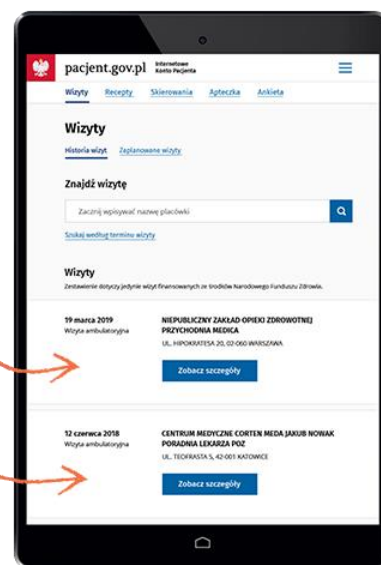 pacjent.gov.pl Internetowe
Konto Pacjenta
Wizyty Recepty Skierowania Apteczka Ankieta
Wizyty
Historia wizyt Zaplanowane wizyty
Znajdź wizytę
Zacznij wpisywać nazwę placówki
Szukaj według terminu wizyty
Wizyty
Zestawienie dotyczy jedynie wizyt finansowanych ze środków Narodowego Funduszu Zdrowia.
19 marca 2019 NIEPUBLICZNY ZAKŁAD OPIEKI ZDROWOTNEJ
Wizyta ambulatoryjna PRZYCHODNIA MEDICA
UL. HIPOKRATESA 20, 02-060 WARSZAWA
Zobacz szczegóły
12 czerwca 2018 CENTRUM MEDYCZNE CORTEN MEDA JAKUB NOWAK
Wizyta ambulatoryjna PORADNIA LEKARZA POZ
UL. TEOFRASTA 5, 42-001 KATOWICE
Zobacz szczegóły